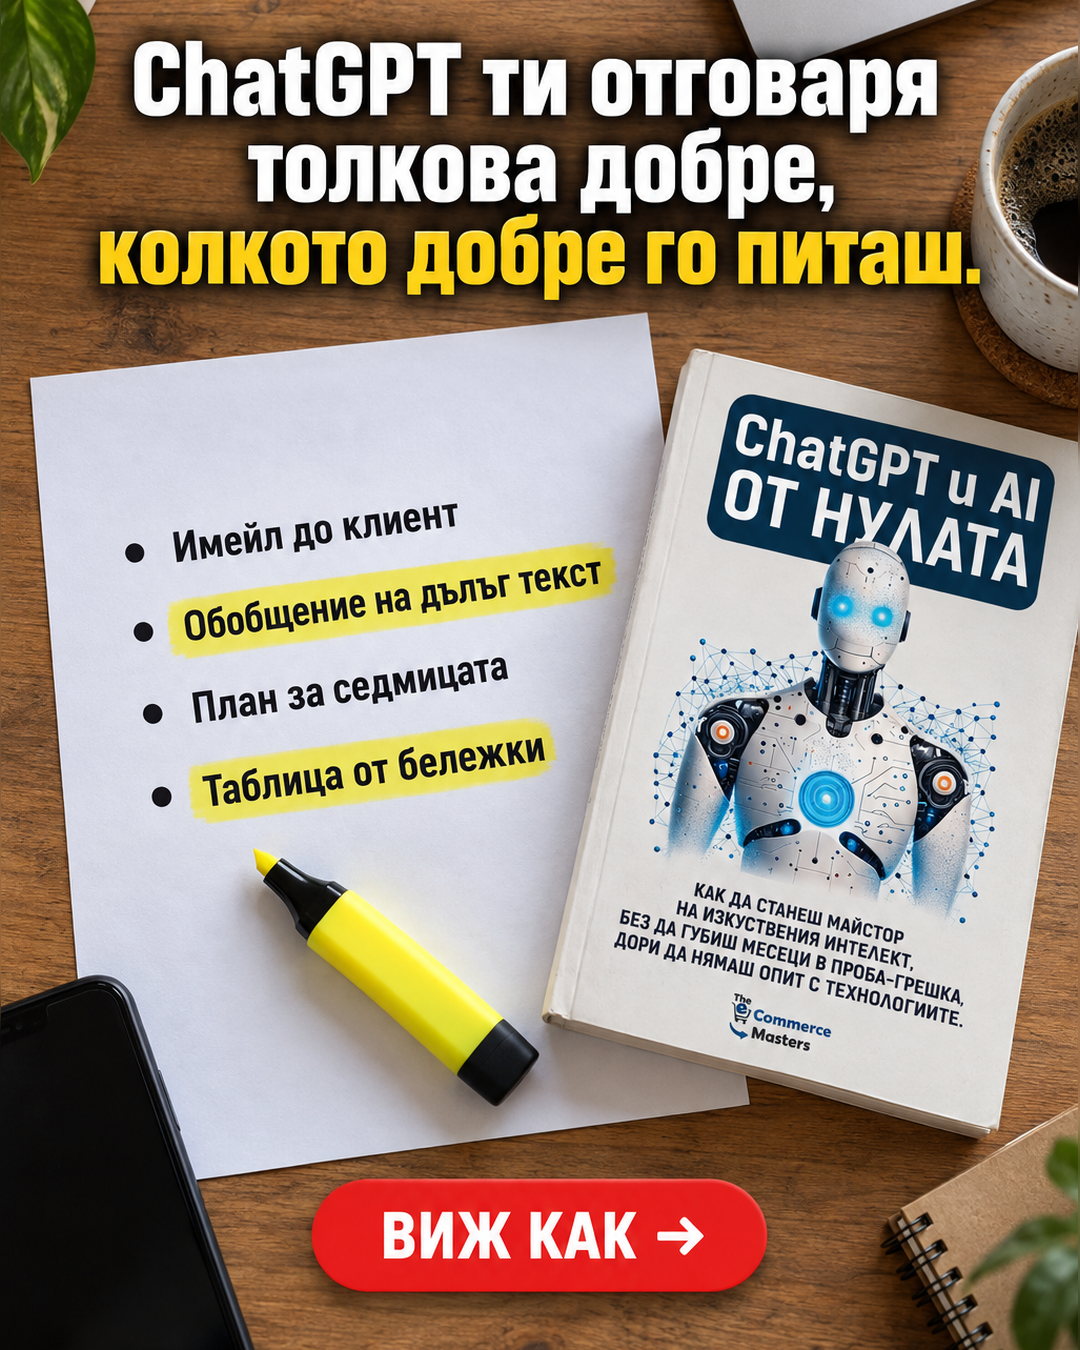 ChatGPT ти отговаря
толкова добре,
колкото добре го питаш.
• Имейл до клиент
• Обобщение на дълъг текст
• План за седмицата
• Таблица от бележки
ChatGPT и AI
ОТ НУЛАТА
КАК ДА СТАНЕШ МАЙСТОР
НА ИЗКУСТВЕНИЯ ИНТЕЛЕКТ,
БЕЗ ДА ГУБИШ МЕСЕЦИ В ПРОБА-ГРЕШКА,
ДОРИ ДА НЯМАШ ОПИТ С ТЕХНОЛОГИИТЕ.
The
eCommerce
Masters
ВИЖ КАК →